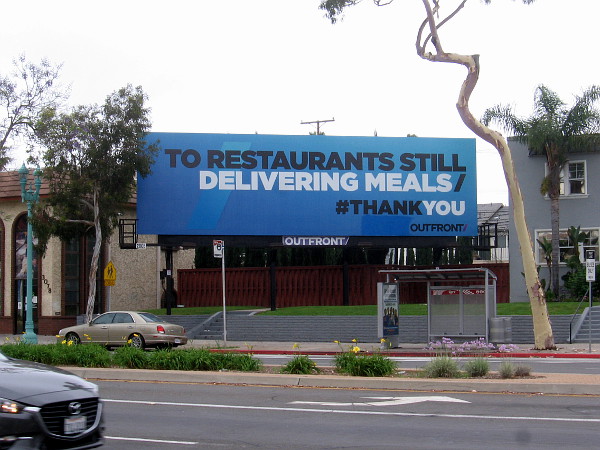 TO RESTAURANTS STILL
DELIVERING MEALS/
#THANKYOU
OUTFRONT/
OUTFRONT/